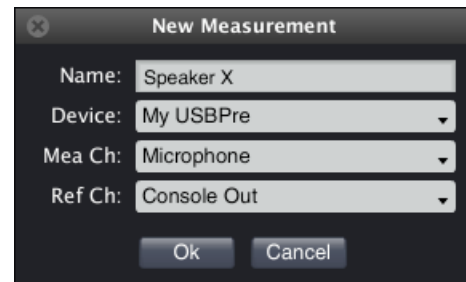 New Measurement
Name: Speaker X
Device: My USBPre
Mea Ch: Microphone
Ref Ch: Console Out
Ok Cancel